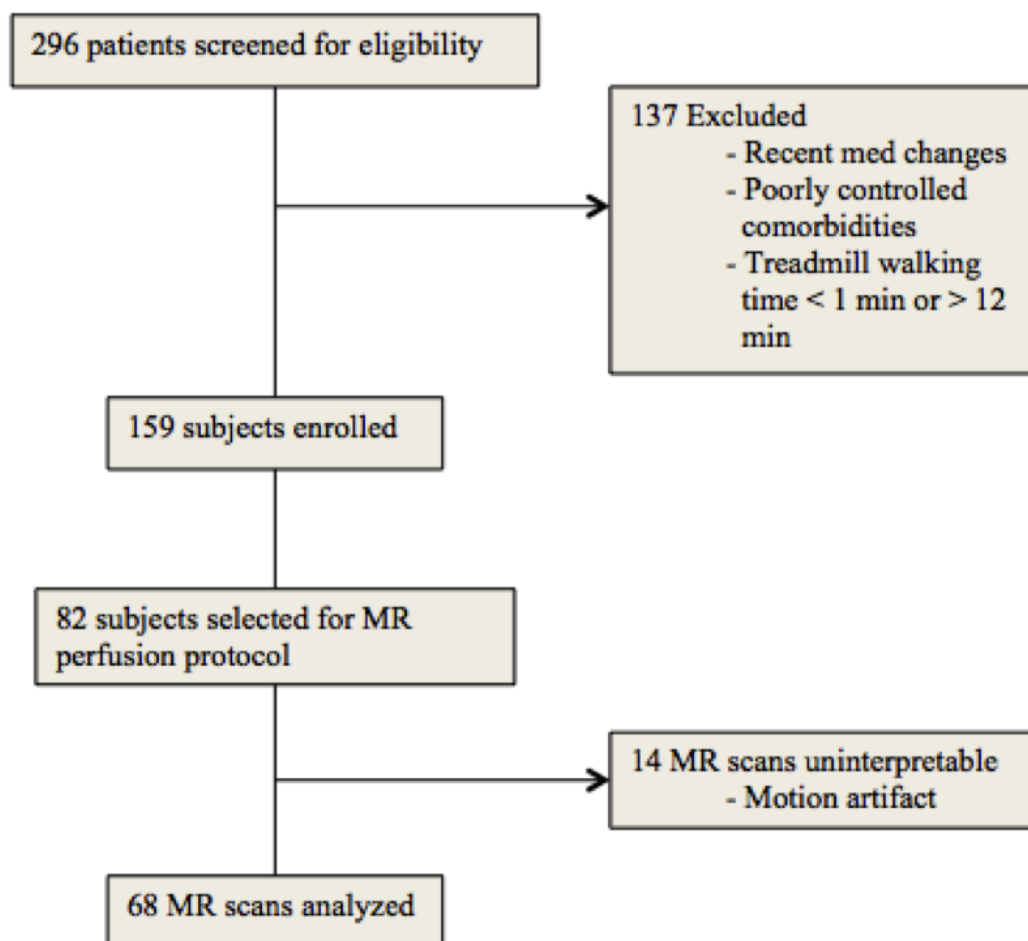 296 patients screened for eligibility
137 Excluded
- Recent med changes
- Poorly controlled
comorbidities
- Treadmill walking
time < 1 min or > 12
min
159 subjects enrolled
82 subjects selected for MR
perfusion protocol
14 MR scans uninterpretable
- Motion artifact
68 MR scans analyzed